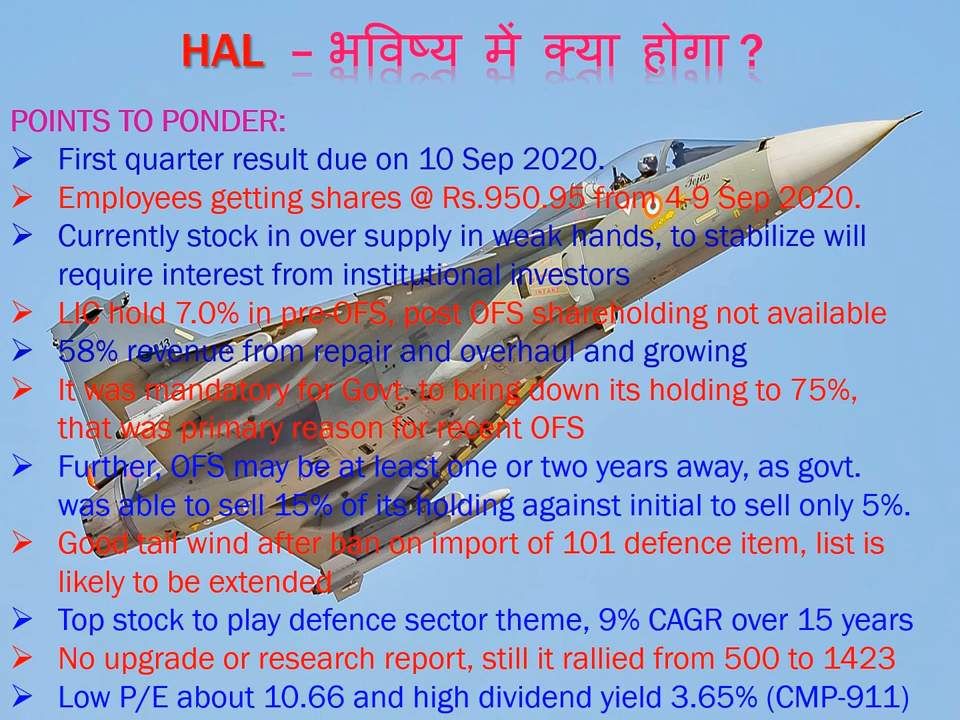 HAL – भविष्य में क्या होगा ?
POINTS TO PONDER:
➢ First quarter result due on 10 Sep 2020.
➢ Employees getting shares @ Rs.950.95 from 4-9 Sep 2020.
➢ Currently stock in over supply in weak hands, to stabilize will
require interest from institutional investors
➢ LIC hold 7.0% in pre-OFS, post OFS shareholding not available
➢ 58% revenue from repair and overhaul and growing
➢ It was mandatory for Govt. to bring down its holding to 75%,
that was primary reason for recent OFS
➢ Further, OFS may be at least one or two years away, as govt.
was able to sell 15% of its holding against initial to sell only 5%.
➢ Good tail wind after ban on import of 101 defence item, list is
likely to be extended
➢ Top stock to play defence sector theme, 9% CAGR over 15 years
➢ No upgrade or research report, still it rallied from 500 to 1423
➢ Low P/E about 10.66 and high dividend yield 3.65% (CMP-911)
Tejas